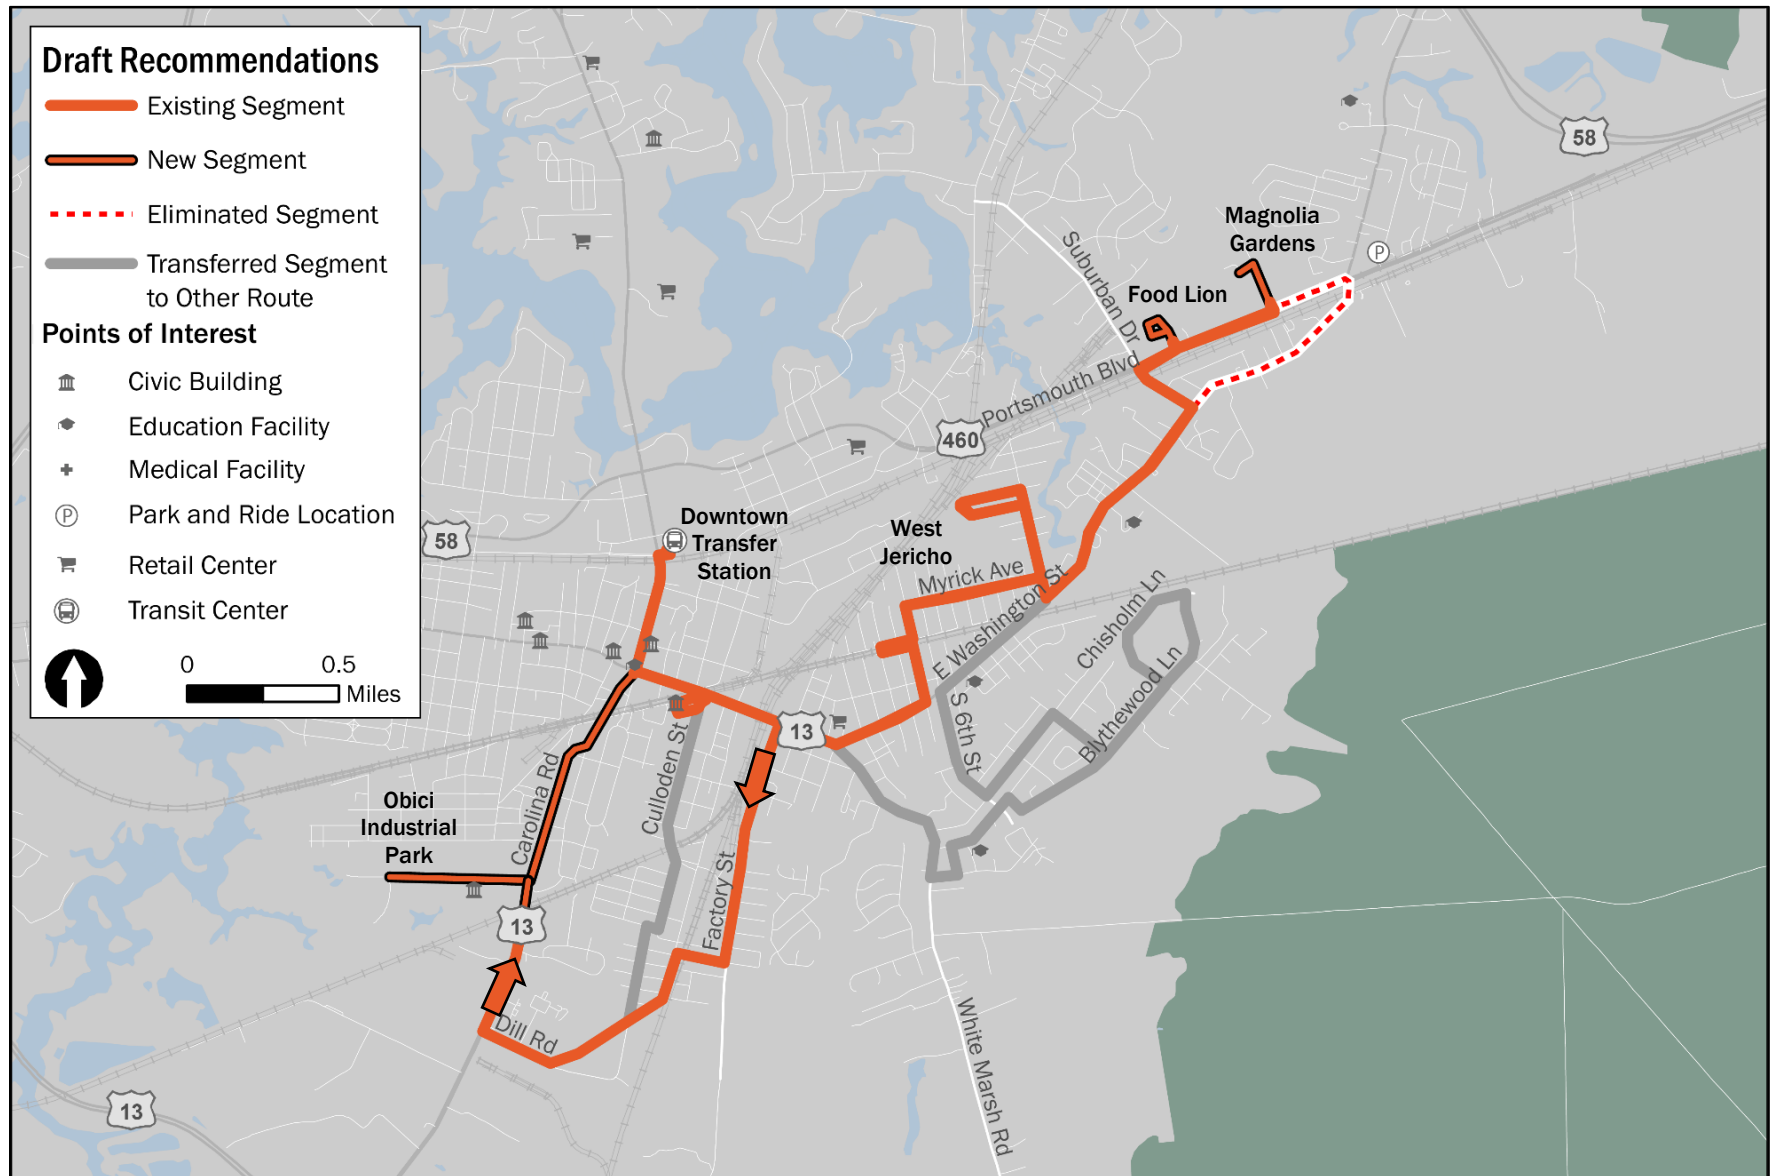 Draft Recommendations
Existing Segment
New Segment
Eliminated Segment
Transferred Segment
to Other Route
Points of Interest
Civic Building
Education Facility
Medical Facility
P
Park and Ride Location
Retail Center
Transit Center
0
0.5
Miles
58
Magnolia
Gardens
P
Suburban Dr
Food Lion
Portsmouth Blvd
460
58
Downtown
Transfer
Station
West
Jericho
Myrick Ave
E Washington St
Chisholm Ln
Blythewood Ln
S 6th St
13
Culloden St
Carolina Rd
Obici
Industrial
Park
Factory St
13
Dill Rd
White Marsh Rd
13